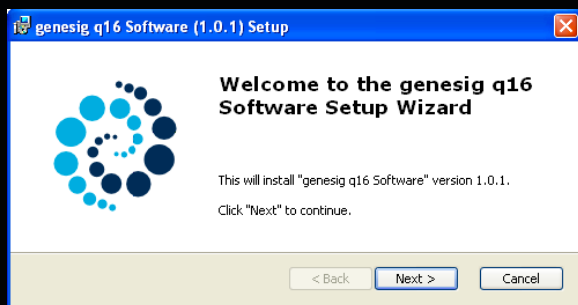 genesig q16 Software (1.0.1) Setup
Welcome to the genesig q16
Software Setup Wizard
This will install "genesig q16 Software" version 1.0.1.
Click "Next" to continue.
< Back
Next >
Cancel